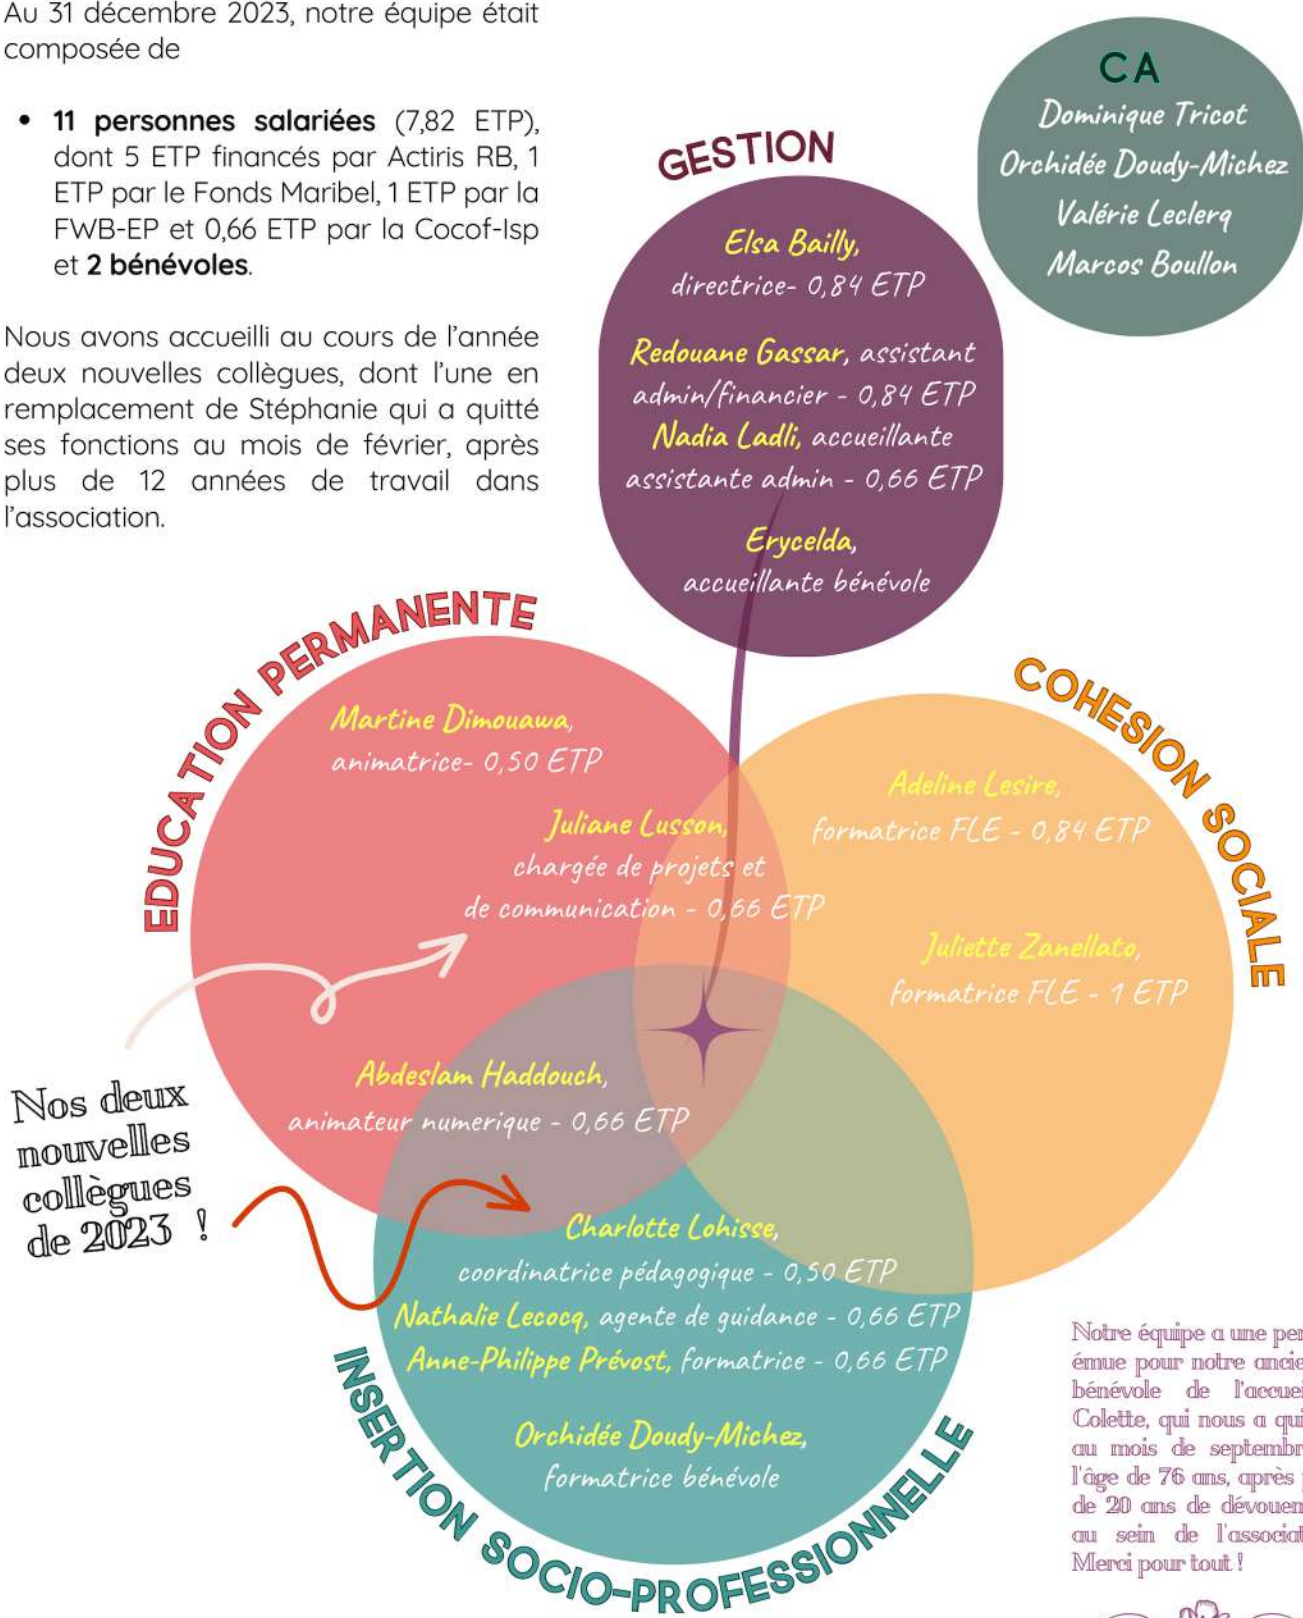 Au 31 décembre 2023, notre équipe était
composée de
• 11 personnes salariées (7,82 ETP),
dont 5 ETP financés par Actiris RB, 1
ETP par le Fonds Maribel, 1 ETP par la
FWB-EP et 0,66 ETP par la Cocof-Isp
et 2 bénévoles.
Nous avons accueilli au cours de l'année
deux nouvelles collègues, dont l'une en
remplacement de Stéphanie qui a quitté
ses fonctions au mois de février, après
plus de 12 années de travail dans
l'association.
CA
Dominique Tricot
Orchidée Doudy-Michez
Valérie Leclerq
Marcos Boullon
GESTION
Elsa Bailly,
directrice- 0,84 ETP
Redouane Gassar, assistant
admin/financier - 0,84 ETP
Nadia Ladli, accueillante
assistante admin - 0,66 ETP
Erycelda,
accueillante bénévole
EDUCATION PERMANENTE
Martine Dimouawa,
animatrice- 0,50 ETP
Juliane Lusson,
chargée de projets et
de communication - 0,66 ETP
COHESION SOCIALE
Adeline Lesire,
formatrice FLE - 0,84 ETP
Juliette Zanellato,
formatrice FLE - 1 ETP
Abdeslam Haddouch,
animateur numerique - 0,66 ETP
Nos deux
nouvelles
collègues
de 2023 !
Charlotte Lohisse,
coordinatrice pédagogique - 0,50 ETP
Nathalie Lecocq, agente de guidance - 0,66 ETP
Anne-Philippe Prévost, formatrice - 0,66 ETP
Orchidée Doudy-Michez,
formatrice bénévole
INSERTION SOCIO-PROFESSIONNELLE
Notre équipe a une
émue pour notre
bénévole de
Colette, qui nous a
au mois de
l'âge de 76 ans, après
de 20 ans de
au sein de
Merci pour tout !